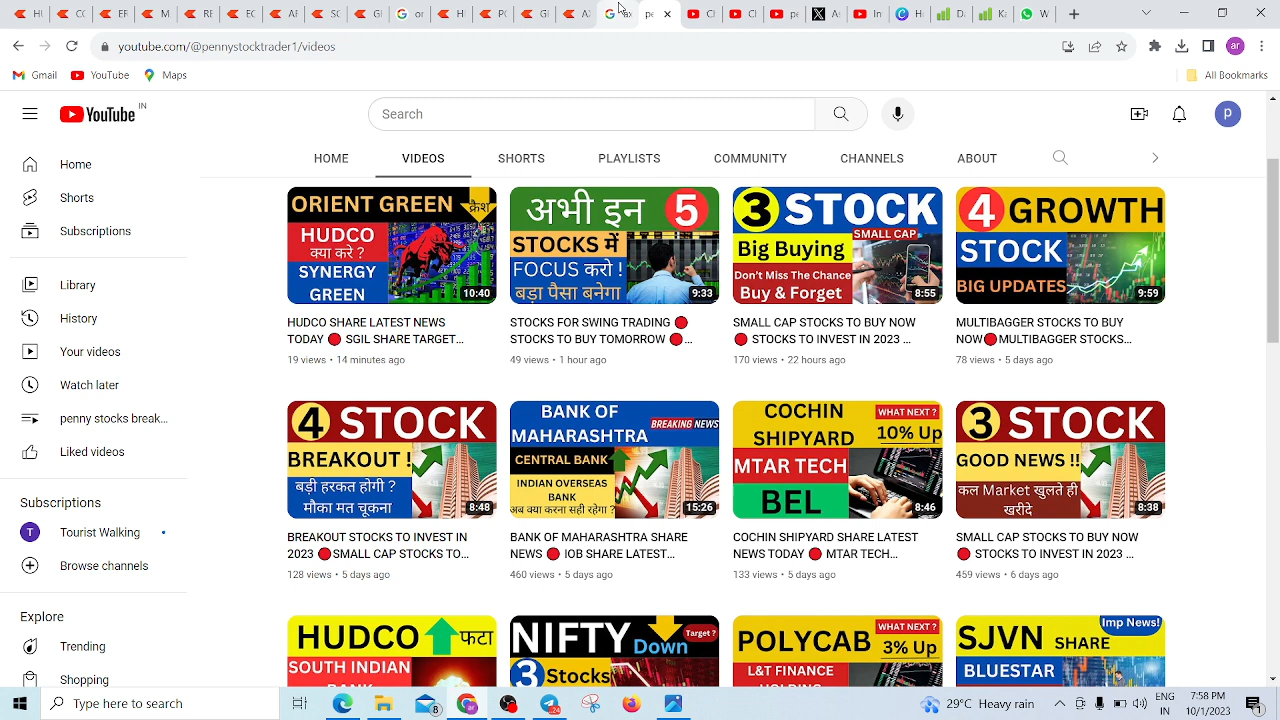 pe
youtube.com/@pennystocktrader1/videos
ar
Gmail
YouTube
Maps
All Bookmarks
YouTube
IN
Search
p
HOME
VIDEOS
SHORTS
PLAYLISTS
COMMUNITY
CHANNELS
ABOUT
Home
Shorts
Subscriptions
Library
History
Your videos
Watch later
penny stocks break...
Liked videos
Subscriptions
T
Tourist Walking
Browse channels
Explore
Trending
Shopping
ORIENT GREEN
क्रैश
HUDCO
क्या करे ?
SYNERGY
GREEN
10:40
HUDCO SHARE LATEST NEWS
TODAY 🔴 SGIL SHARE TARGET...
19 views • 14 minutes ago
अभी इन 5
STOCKS में
FOCUS करो !
बड़ा पैसा बनेगा
9:33
STOCKS FOR SWING TRADING 🔴
STOCKS TO BUY TOMORROW 🔴...
49 views • 1 hour ago
3 STOCK
SMALL CAP
Big Buying
Don't Miss The Chance
Buy & Forget
8:55
SMALL CAP STOCKS TO BUY NOW
🔴 STOCKS TO INVEST IN 2023 ...
170 views • 22 hours ago
4 GROWTH
STOCK
BIG UPDATES
9:59
MULTIBAGGER STOCKS TO BUY
NOW🔴MULTIBAGGER STOCKS...
78 views • 5 days ago
4 STOCK
BREAKOUT !
बड़ी हरकत होगी ?
मौका मत चूकना
8:48
BREAKOUT STOCKS TO INVEST IN
2023 🔴SMALL CAP STOCKS TO...
128 views • 5 days ago
BANK OF
MAHARASHTRA
BREAKING NEWS
CENTRAL BANK
INDIAN OVERSEAS
BANK
अब क्या करना सही रहेगा ?
15:26
BANK OF MAHARASHTRA SHARE
NEWS 🔴 IOB SHARE LATEST...
460 views • 5 days ago
COCHIN
SHIPYARD
WHAT NEXT ?
10% Up
MTAR TECH
BEL
8:46
COCHIN SHIPYARD SHARE LATEST
NEWS TODAY 🔴 MTAR TECH...
133 views • 5 days ago
3 STOCK
GOOD NEWS !!
कल Market खुलते ही
खरीदे
8:38
SMALL CAP STOCKS TO BUY NOW
🔴 STOCKS TO INVEST IN 2023 ...
459 views • 6 days ago
HUDCO
फटा
SOUTH INDIAN
NIFTY
Down
Target ?
3 Stocks
POLYCAB
WHAT NEXT ?
3% Up
L&T FINANCE
SJVN SHARE
Imp News!
BLUESTAR
Type here to search
8
ar
24
29°C Heavy rain
ENG
IN
7:58 PM
10/1/2023
1